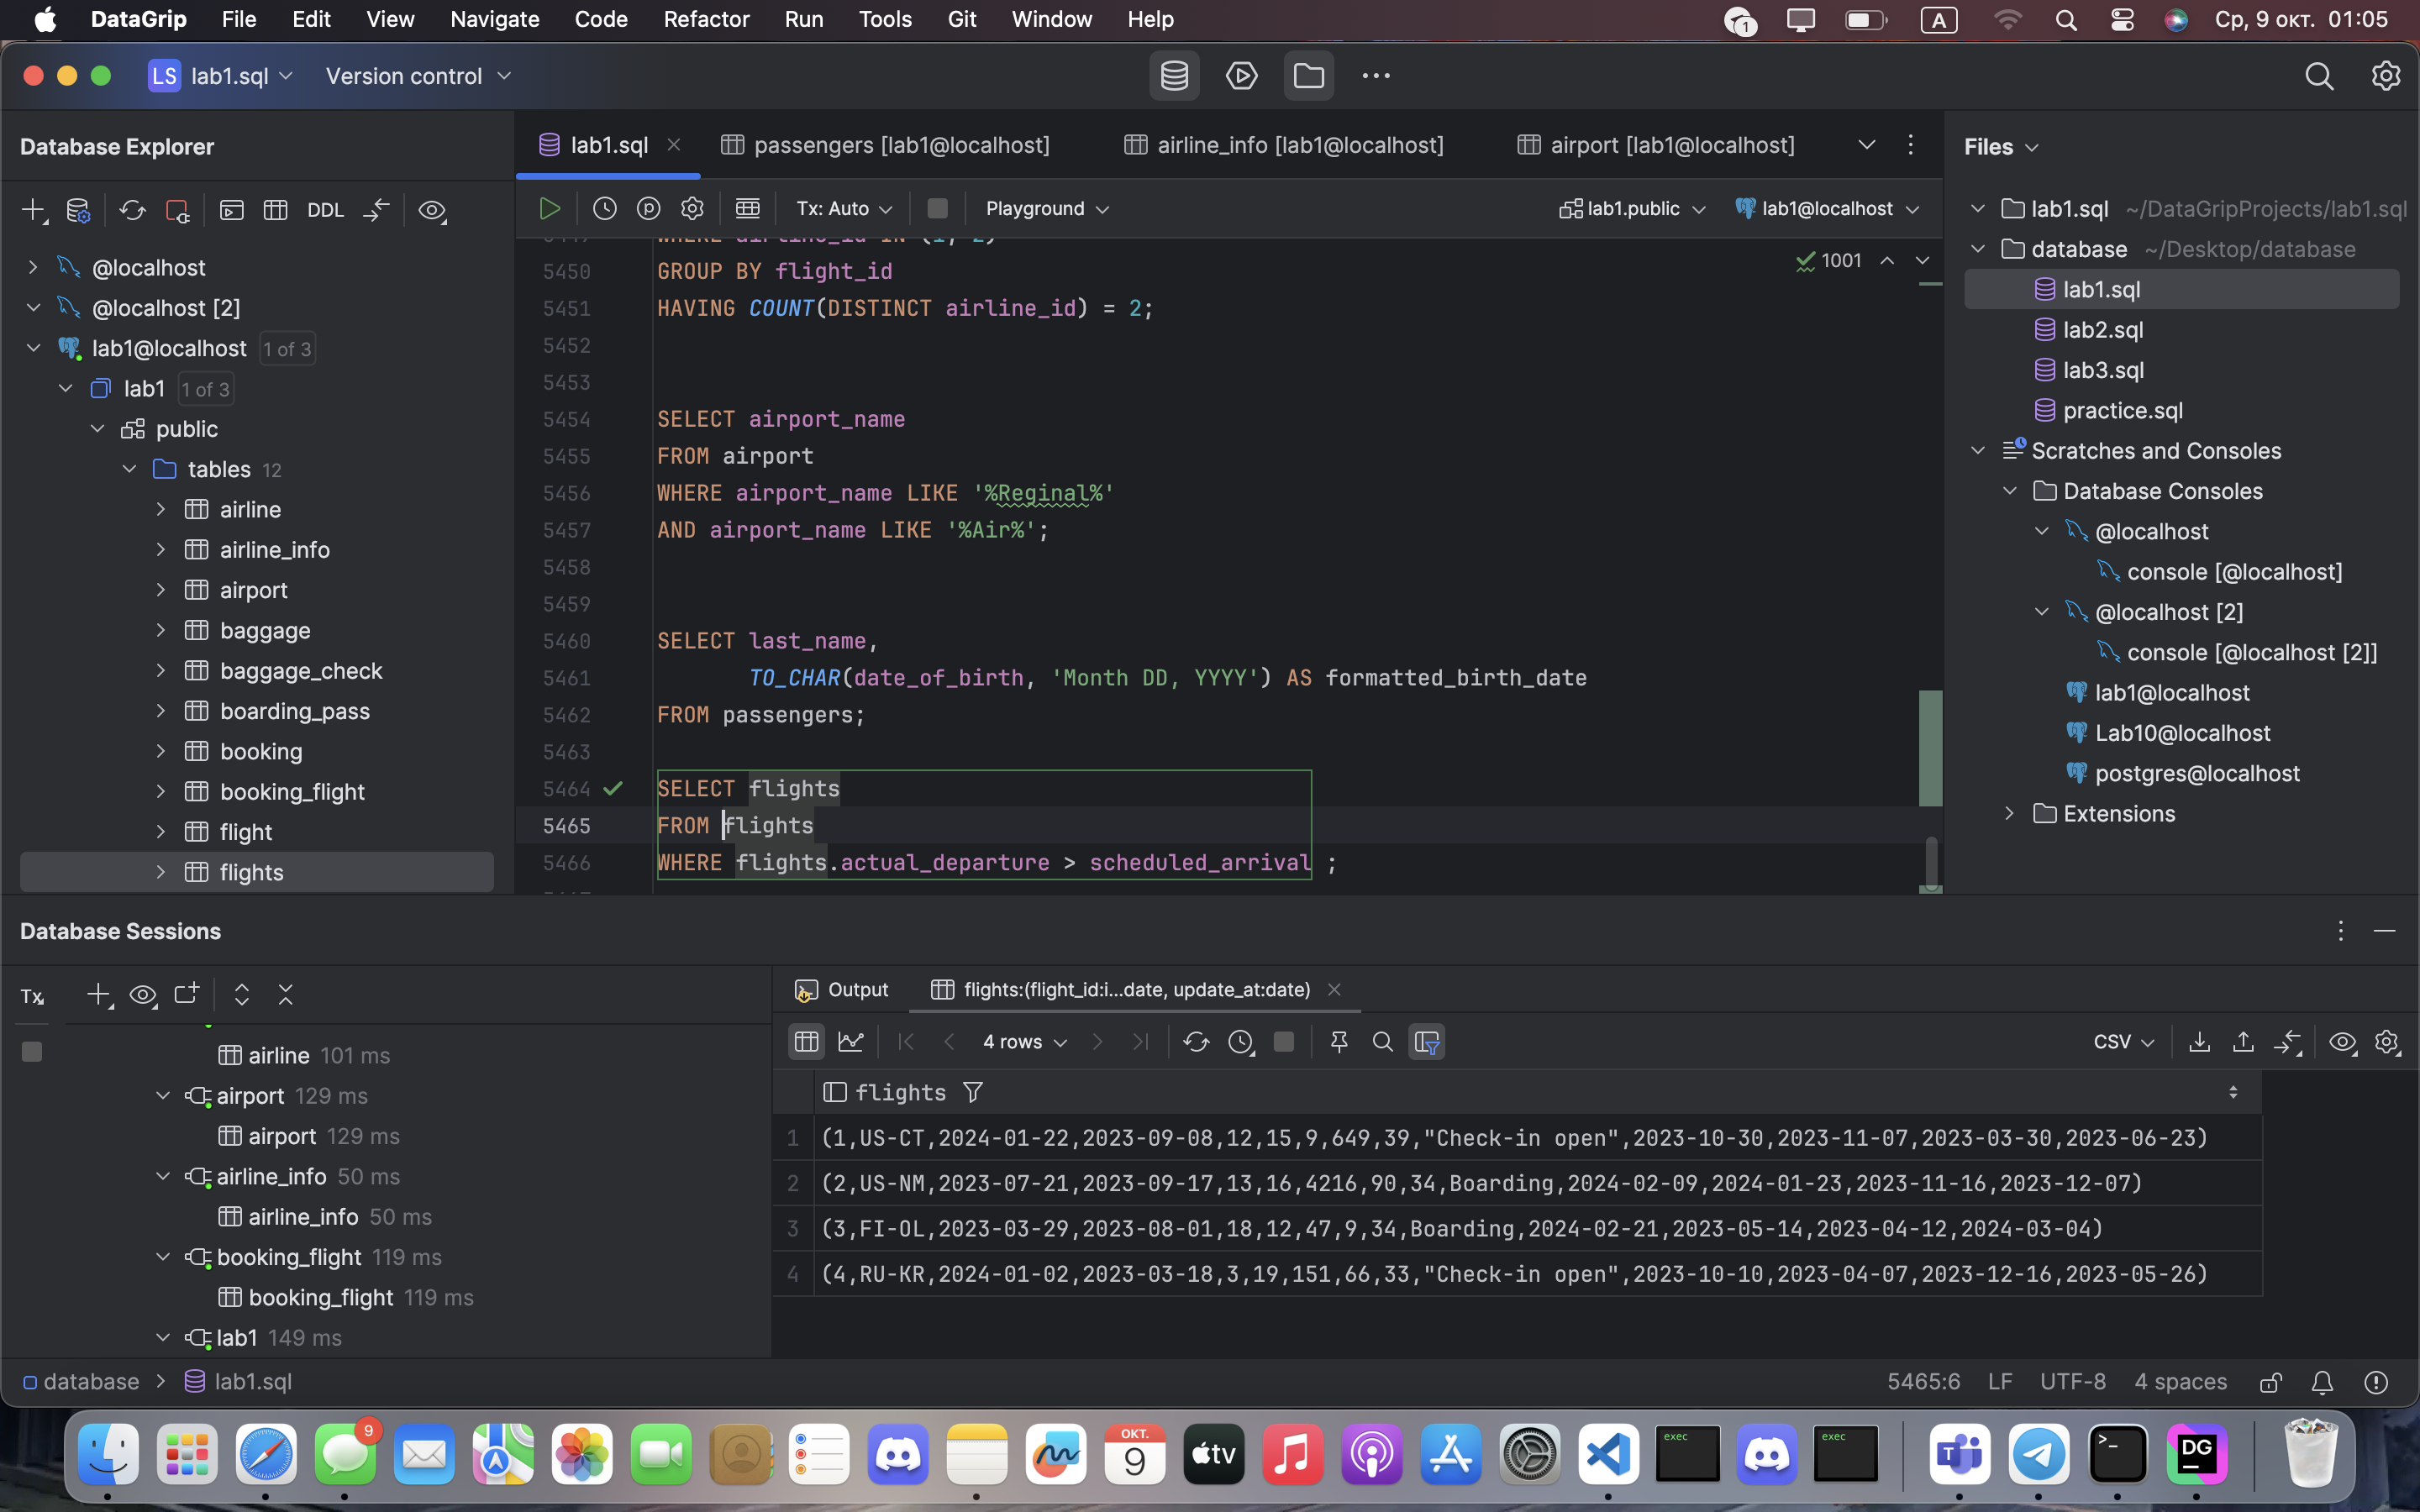 DataGrip File Edit View Navigate Code Refactor Run Tools Git Window Help
1 A Ср, 9 окт. 01:05
LS lab1.sql Version control
Database Explorer
DDL
@localhost
@localhost [2]
lab1@localhost 1 of 3
lab1 1 of 3
public
tables 12
airline
airline_info
airport
baggage
baggage_check
boarding_pass
booking
booking_flight
flight
flights
lab1.sql passengers [lab1@localhost] airline_info [lab1@localhost] airport [lab1@localhost]
Tx: Auto Playground lab1.public lab1@localhost
1001
5450 GROUP BY flight_id
5451 HAVING COUNT(DISTINCT airline_id) = 2;
5452
5453
5454 SELECT airport_name
5455 FROM airport
5456 WHERE airport_name LIKE '%Reginal%'
5457 AND airport_name LIKE '%Air%';
5458
5459
5460 SELECT last_name,
5461 TO_CHAR(date_of_birth, 'Month DD, YYYY') AS formatted_birth_date
5462 FROM passengers;
5463
5464 SELECT flights
5465 FROM flights
5466 WHERE flights.actual_departure > scheduled_arrival ;
Files
lab1.sql ~/DataGripProjects/lab1.sql
database ~/Desktop/database
lab1.sql
lab2.sql
lab3.sql
practice.sql
Scratches and Consoles
Database Consoles
@localhost
console [@localhost]
@localhost [2]
console [@localhost [2]]
lab1@localhost
Lab10@localhost
postgres@localhost
Extensions
Database Sessions
Tx
airline 101 ms
airport 129 ms
airport 129 ms
airline_info 50 ms
airline_info 50 ms
booking_flight 119 ms
booking_flight 119 ms
lab1 149 ms
Output flights:(flight_id:i...date, update_at:date)
4 rows CSV
flights
1 (1,US-CT,2024-01-22,2023-09-08,12,15,9,649,39,"Check-in open",2023-10-30,2023-11-07,2023-03-30,2023-06-23)
2 (2,US-NM,2023-07-21,2023-09-17,13,16,4216,90,34,Boarding,2024-02-09,2024-01-23,2023-11-16,2023-12-07)
3 (3,FI-OL,2023-03-29,2023-08-01,18,12,47,9,34,Boarding,2024-02-21,2023-05-14,2023-04-12,2024-03-04)
4 (4,RU-KR,2024-01-02,2023-03-18,3,19,151,66,33,"Check-in open",2023-10-10,2023-04-07,2023-12-16,2023-05-26)
database lab1.sql
5465:6 LF UTF-8 4 spaces
9
ОКТ.
9
tv
exec
exec
T
DG